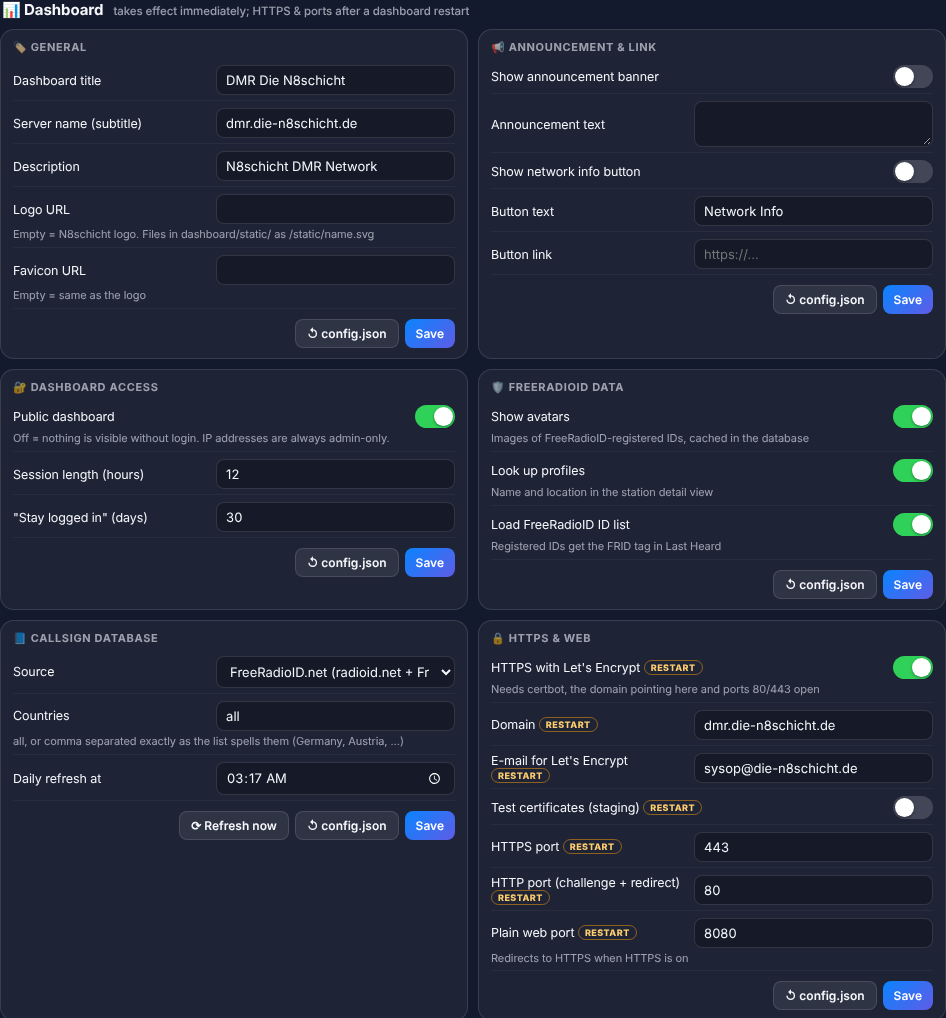 📊 Dashboard takes effect immediately; HTTPS & ports after a dashboard restart
🏷️ GENERAL
Dashboard title DMR Die N8schicht
Server name (subtitle) dmr.die-n8schicht.de
Description N8schicht DMR Network
Logo URL
Empty = N8schicht logo. Files in dashboard/static/ as /static/name.svg
Favicon URL
Empty = same as the logo
↺ config.json Save
📢 ANNOUNCEMENT & LINK
Show announcement banner
Announcement text
Show network info button
Button text Network Info
Button link https://...
↺ config.json Save
🔐 DASHBOARD ACCESS
Public dashboard
Off = nothing is visible without login. IP addresses are always admin-only.
Session length (hours) 12
"Stay logged in" (days) 30
↺ config.json Save
🛡️ FREERADIOID DATA
Show avatars
Images of FreeRadioID-registered IDs, cached in the database
Look up profiles
Name and location in the station detail view
Load FreeRadioID ID list
Registered IDs get the FRID tag in Last Heard
↺ config.json Save
📘 CALLSIGN DATABASE
Source FreeRadioID.net (radioid.net + Fr
Countries all
all, or comma separated exactly as the list spells them (Germany, Austria, ...)
Daily refresh at 03:17 AM
⟳ Refresh now ↺ config.json Save
🔒 HTTPS & WEB
HTTPS with Let's Encrypt RESTART
Needs certbot, the domain pointing here and ports 80/443 open
Domain RESTART dmr.die-n8schicht.de
E-mail for Let's Encrypt
RESTART sysop@die-n8schicht.de
Test certificates (staging) RESTART
HTTPS port RESTART 443
HTTP port (challenge + redirect)
RESTART 80
Plain web port RESTART 8080
Redirects to HTTPS when HTTPS is on
↺ config.json Save